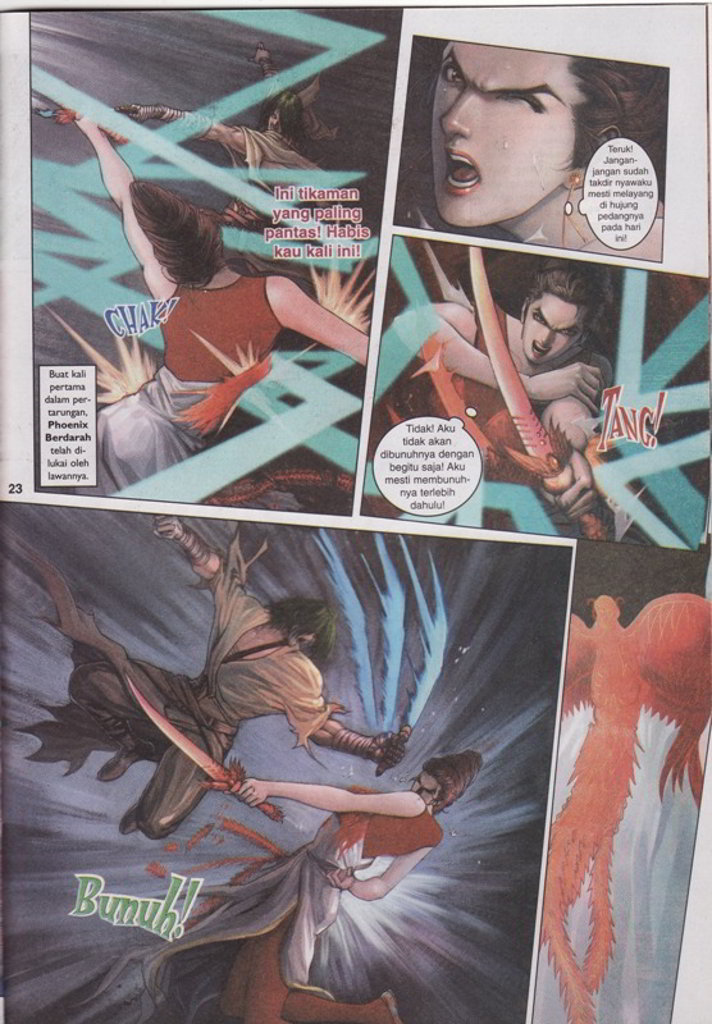 Ini tikaman
yang paling
pantas! Habis
kau kali ini!
CHAK!
Buat kali
pertama
dalam per-
tarungan,
Phoenix
Berdarah
telah di-
lukai oleh
lawannya.
Teruk!
Jangan-
jangan sudah
takdir nyawaku
mesti melayang
di hujung
pedangnya
pada hari
ini!
TANG!
Tidak! Aku
tidak akan
dibunuhnya dengan
begitu saja! Aku
mesti membunuh-
nya terlebih
dahulu!
23
Bunuh!